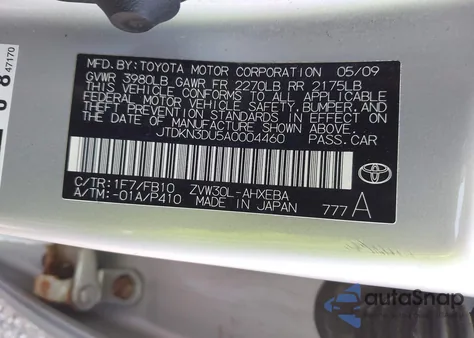 47170
MFD. BY: TOYOTA MOTOR CORPORATION 05/09
GVWR 3980LB GAWR FR 2270LB RR 2175LB
THIS VEHICLE CONFORMS TO ALL APPLICABLE
FEDERAL MOTOR VEHICLE SAFETY, BUMPER, AND
THEFT PREVENTION STANDARDS IN EFFECT ON
THE DATE OF MANUFACTURE SHOWN ABOVE.
JTDKN3DU5A0004460 PASS. CAR
TOYOTA
C/TR: 1F7/FB10 ZVW30L-AHXEBA
A/TM: -01A/P410 MADE IN JAPAN 777 A
autoSnap